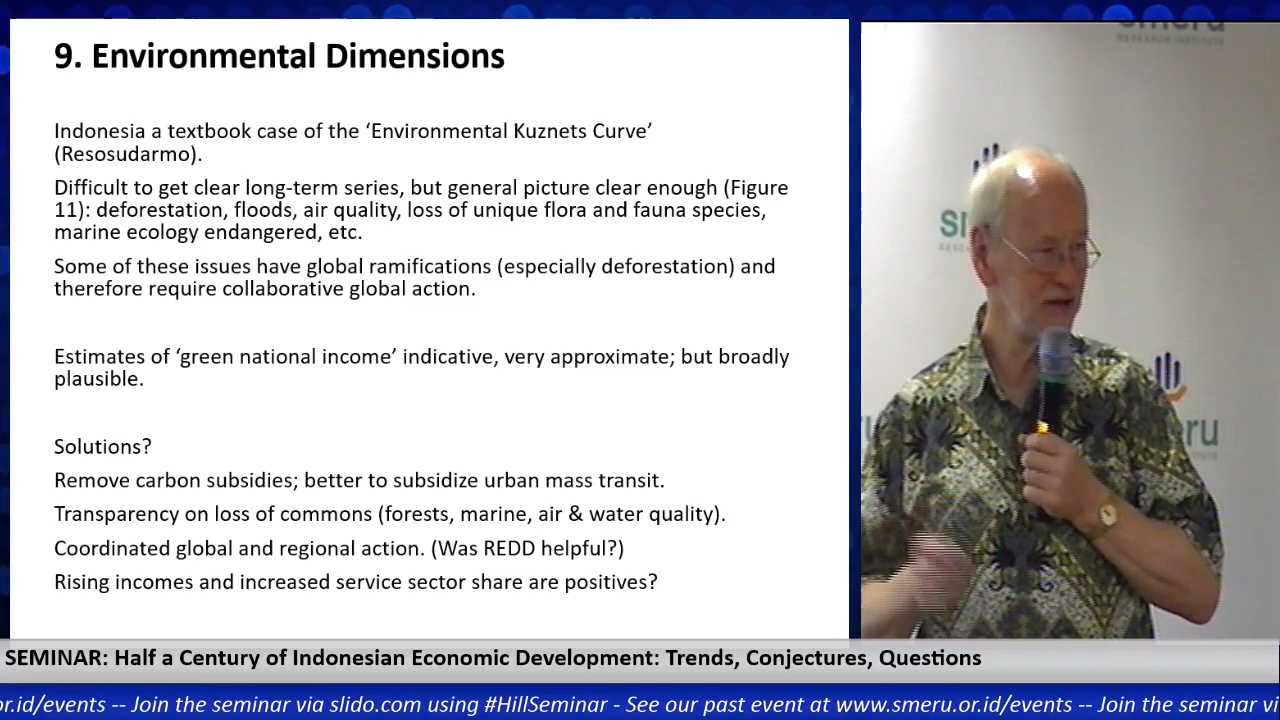 9. Environmental Dimensions
Indonesia a textbook case of the ‘Environmental Kuznets Curve’
(Resosudarmo).
Difficult to get clear long-term series, but general picture clear enough (Figure
11): deforestation, floods, air quality, loss of unique flora and fauna species,
marine ecology endangered, etc.
Some of these issues have global ramifications (especially deforestation) and
therefore require collaborative global action.
Estimates of ‘green national income’ indicative, very approximate; but broadly
plausible.
Solutions?
Remove carbon subsidies; better to subsidize urban mass transit.
Transparency on loss of commons (forests, marine, air & water quality).
Coordinated global and regional action. (Was REDD helpful?)
Rising incomes and increased service sector share are positives?
smeru
RESEARCH INSTITUTE
SEMINAR: Half a Century of Indonesian Economic Development: Trends, Conjectures, Questions
or.id/events -- Join the seminar via slido.com using #HillSeminar - See our past event at www.smeru.or.id/events -- Join the seminar vi